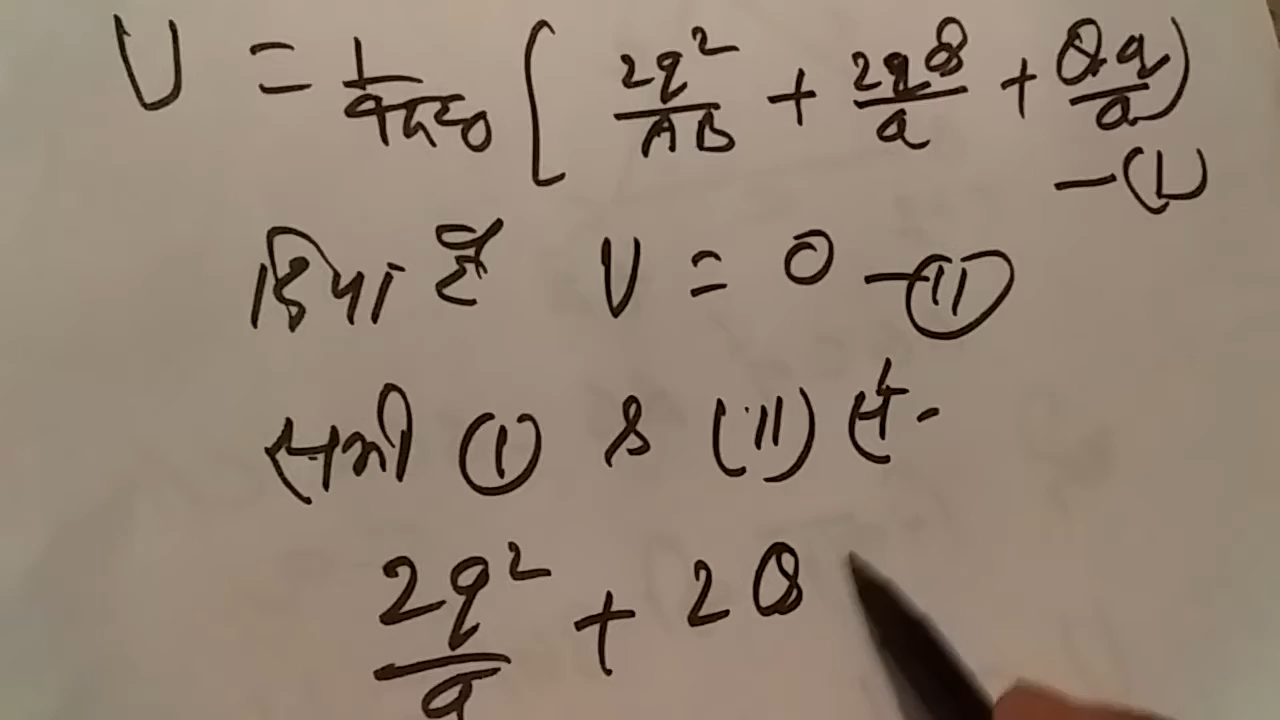 U = 1/4πε0 [ 2q²/AB + 2qQ/a + Qq/a )
—(I)
दिया है U = 0 —(II)
समी (I) & (II) से-
2q²/a + 2Q